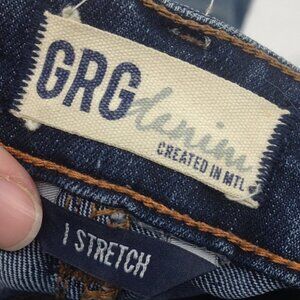 GRG denim
CREATED IN MTL.
I STRETCH